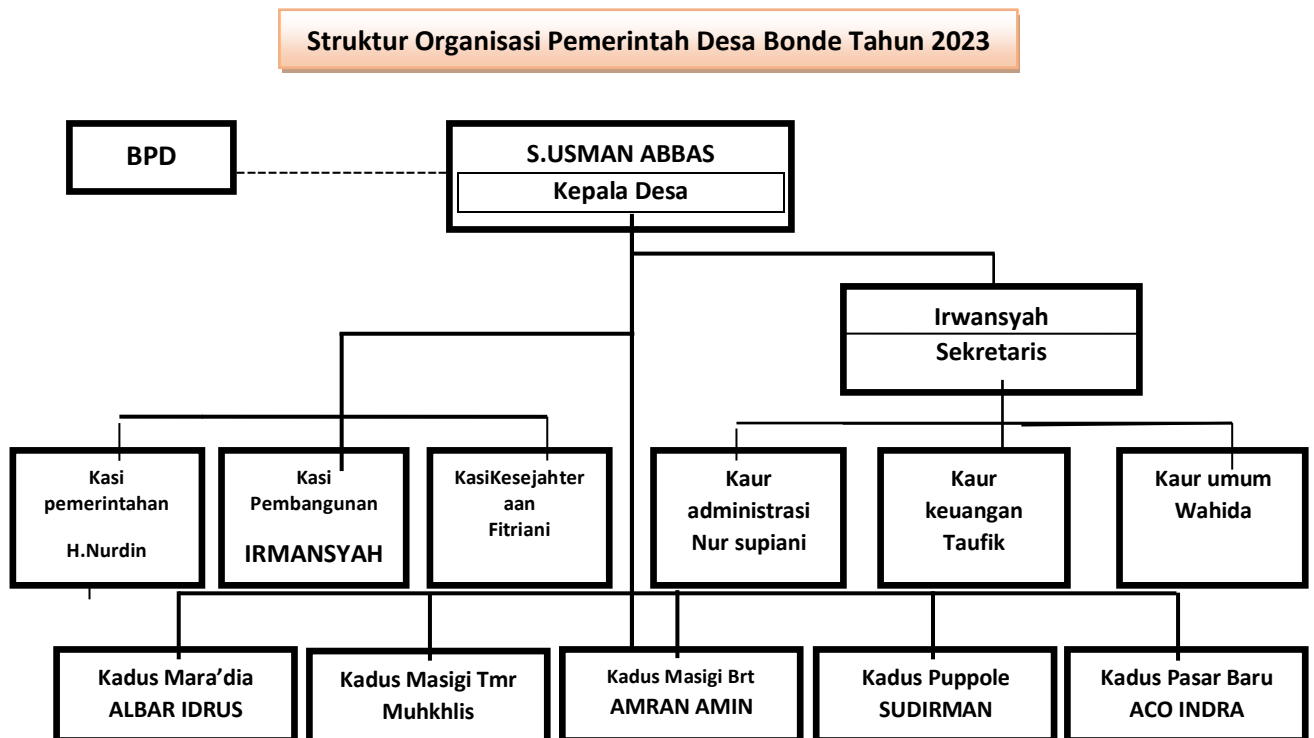 Struktur Organisasi Pemerintah Desa Bonde Tahun 2023
BPD
S.USMAN ABBAS
Kepala Desa
Irwansyah
Sekretaris
Kasi
pemerintahan
H.Nurdin
Kasi
Pembangunan
IRMANSYAH
KasiKesejahter
aan
Fitriani
Kaur
administrasi
Nur supiani
Kaur
keuangan
Taufik
Kaur umum
Wahida
Kadus Mara’dia
ALBAR IDRUS
Kadus Masigi Tmr
Muhkhlis
Kadus Masigi Brt
AMRAN AMIN
Kadus Puppole
SUDIRMAN
Kadus Pasar Baru
ACO INDRA